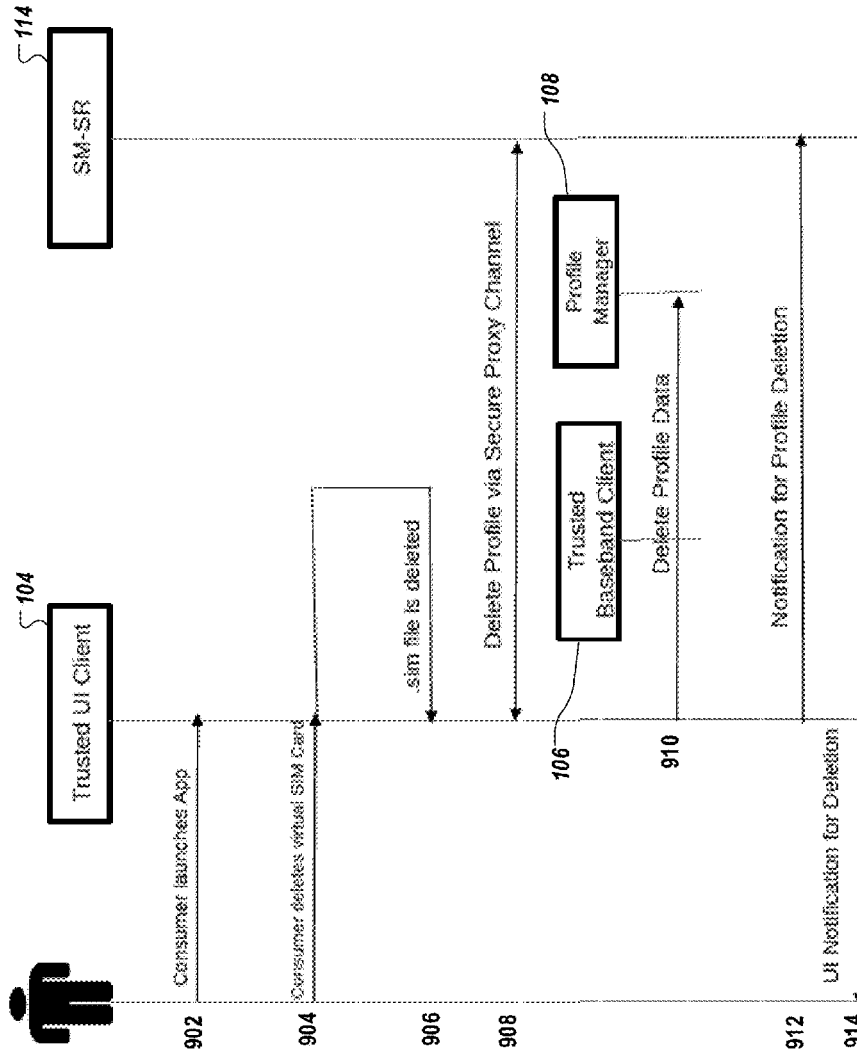 104
Trusted UI Client
114
SM-SR
902
Consumer launches App
904
Consumer deletes virtual SIM Card
906
.sim file is deleted
908
Delete Profile via Secure Proxy Channel
106
Trusted
Baseband Client
108
Profile
Manager
910
Delete Profile Data
912
Notification for Profile Deletion
914
UI Notification for Deletion